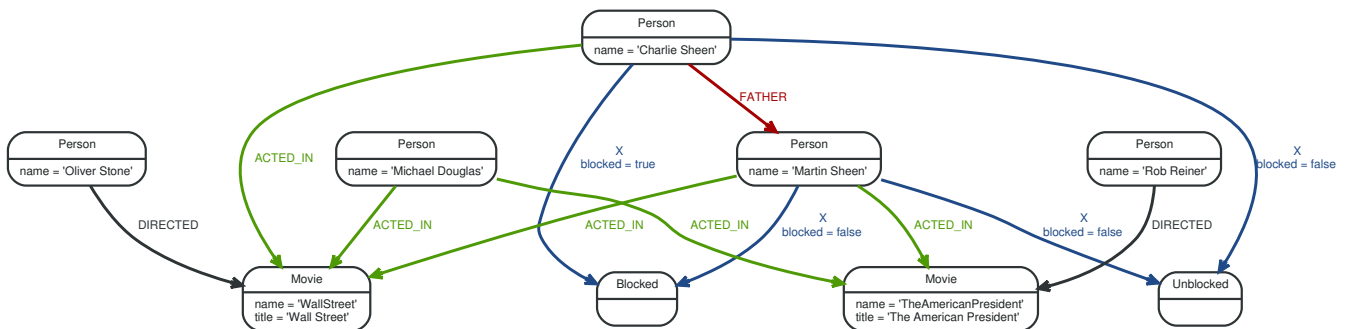 Person
name = 'Charlie Sheen'
FATHER
Person
name = 'Oliver Stone'
Person
name = 'Michael Douglas'
Person
name = 'Martin Sheen'
Person
name = 'Rob Reiner'
ACTED_IN
X
blocked = true
X
blocked = false
DIRECTED
ACTED_IN
ACTED_IN
ACTED_IN
X
blocked = false
ACTED_IN
X
blocked = false
DIRECTED
Movie
name = 'WallStreet'
title = 'Wall Street'
Blocked
Movie
name = 'TheAmericanPresident'
title = 'The American President'
Unblocked